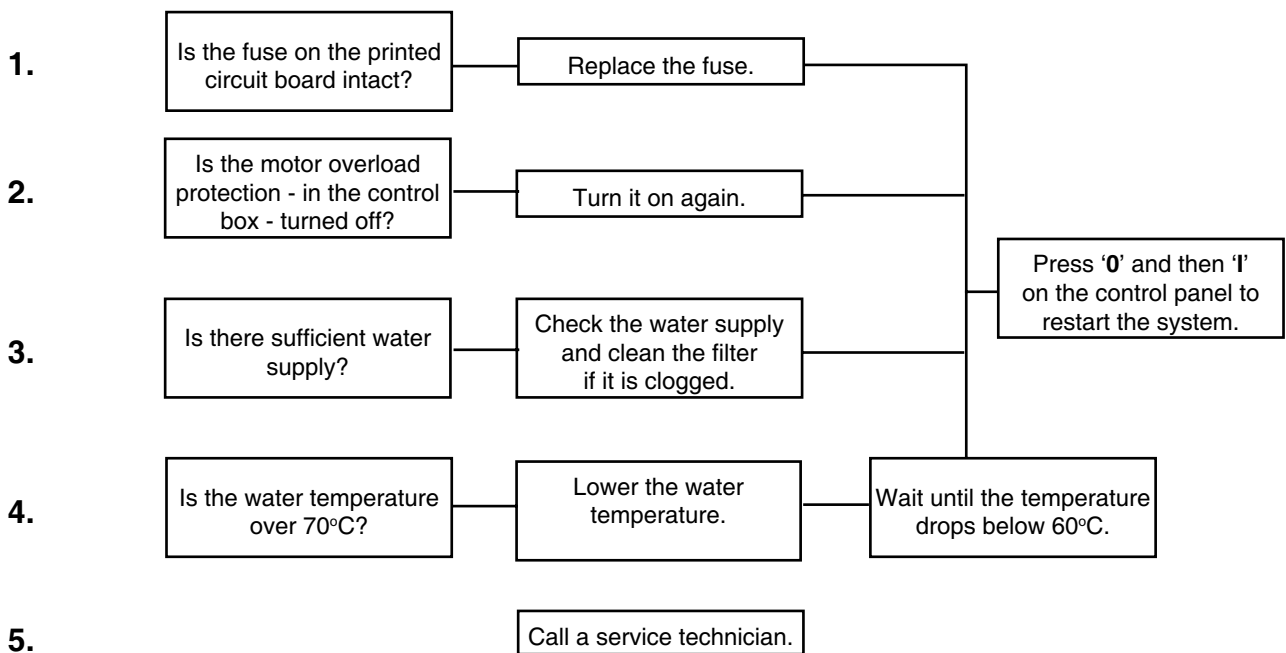 1.
Is the fuse on the printed
circuit board intact?
Replace the fuse.
2.
Is the motor overload
protection - in the control
box - turned off?
Turn it on again.
Press ‘0’ and then ‘I’
on the control panel to
restart the system.
3.
Is there sufficient water
supply?
Check the water supply
and clean the filter
if it is clogged.
4.
Is the water temperature
over 70°C?
Lower the water
temperature.
Wait until the temperature
drops below 60°C.
5.
Call a service technician.